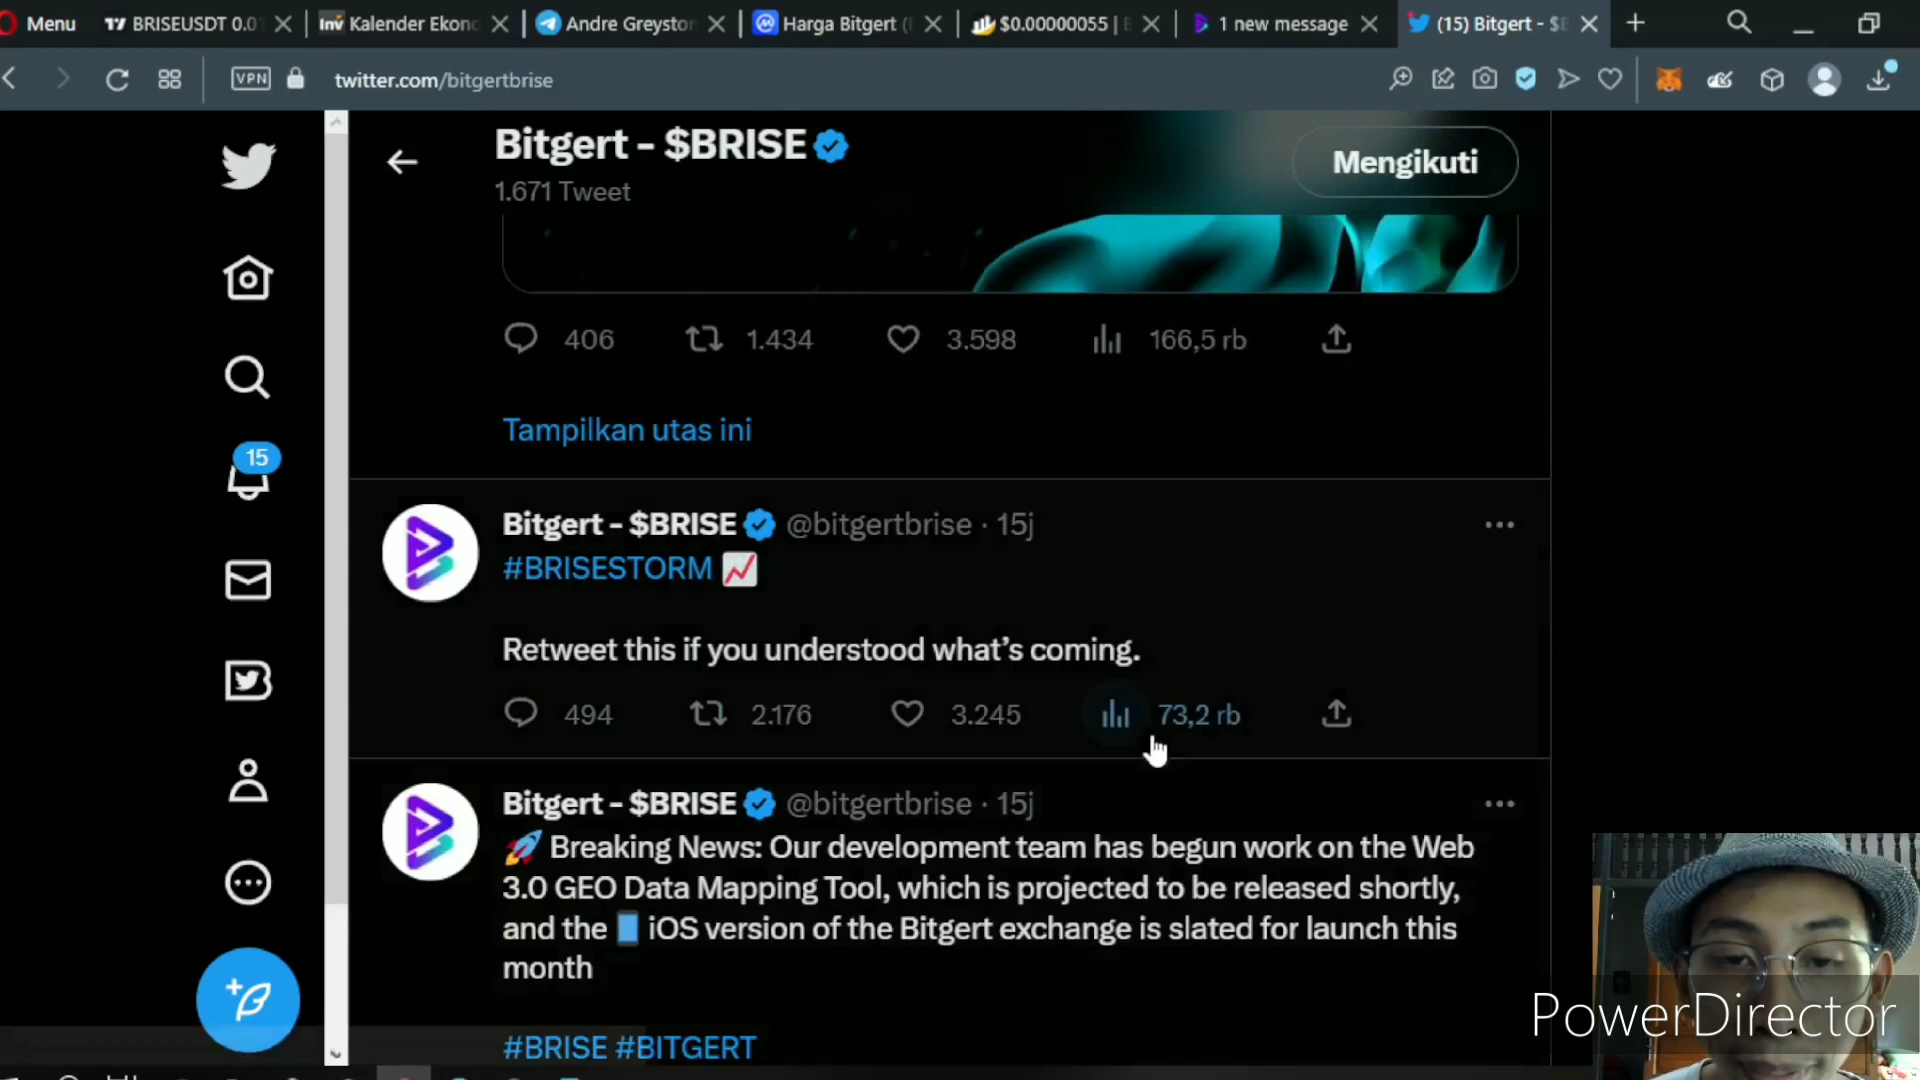 Menu
BRISEUSDT 0.0
Inv Kalender Ekon
Andre Greystor
Harga Bitgert (
$0.00000055 | B
1 new message
(15) Bitgert - $B
VPN
twitter.com/bitgertbrise
Bitgert - $BRISE
1.671 Tweet
Mengikuti
406
1.434
3.598
166,5 rb
Tampilkan utas ini
15
Bitgert - $BRISE @bitgertbrise · 15j
#BRISESTORM 📈
Retweet this if you understood what's coming.
494
2.176
3.245
73,2 rb
Bitgert - $BRISE @bitgertbrise · 15j
🚀 Breaking News: Our development team has begun work on the Web
3.0 GEO Data Mapping Tool, which is projected to be released shortly,
and the 📱 iOS version of the Bitgert exchange is slated for launch this
month
#BRISE #BITGERT
PowerDirector